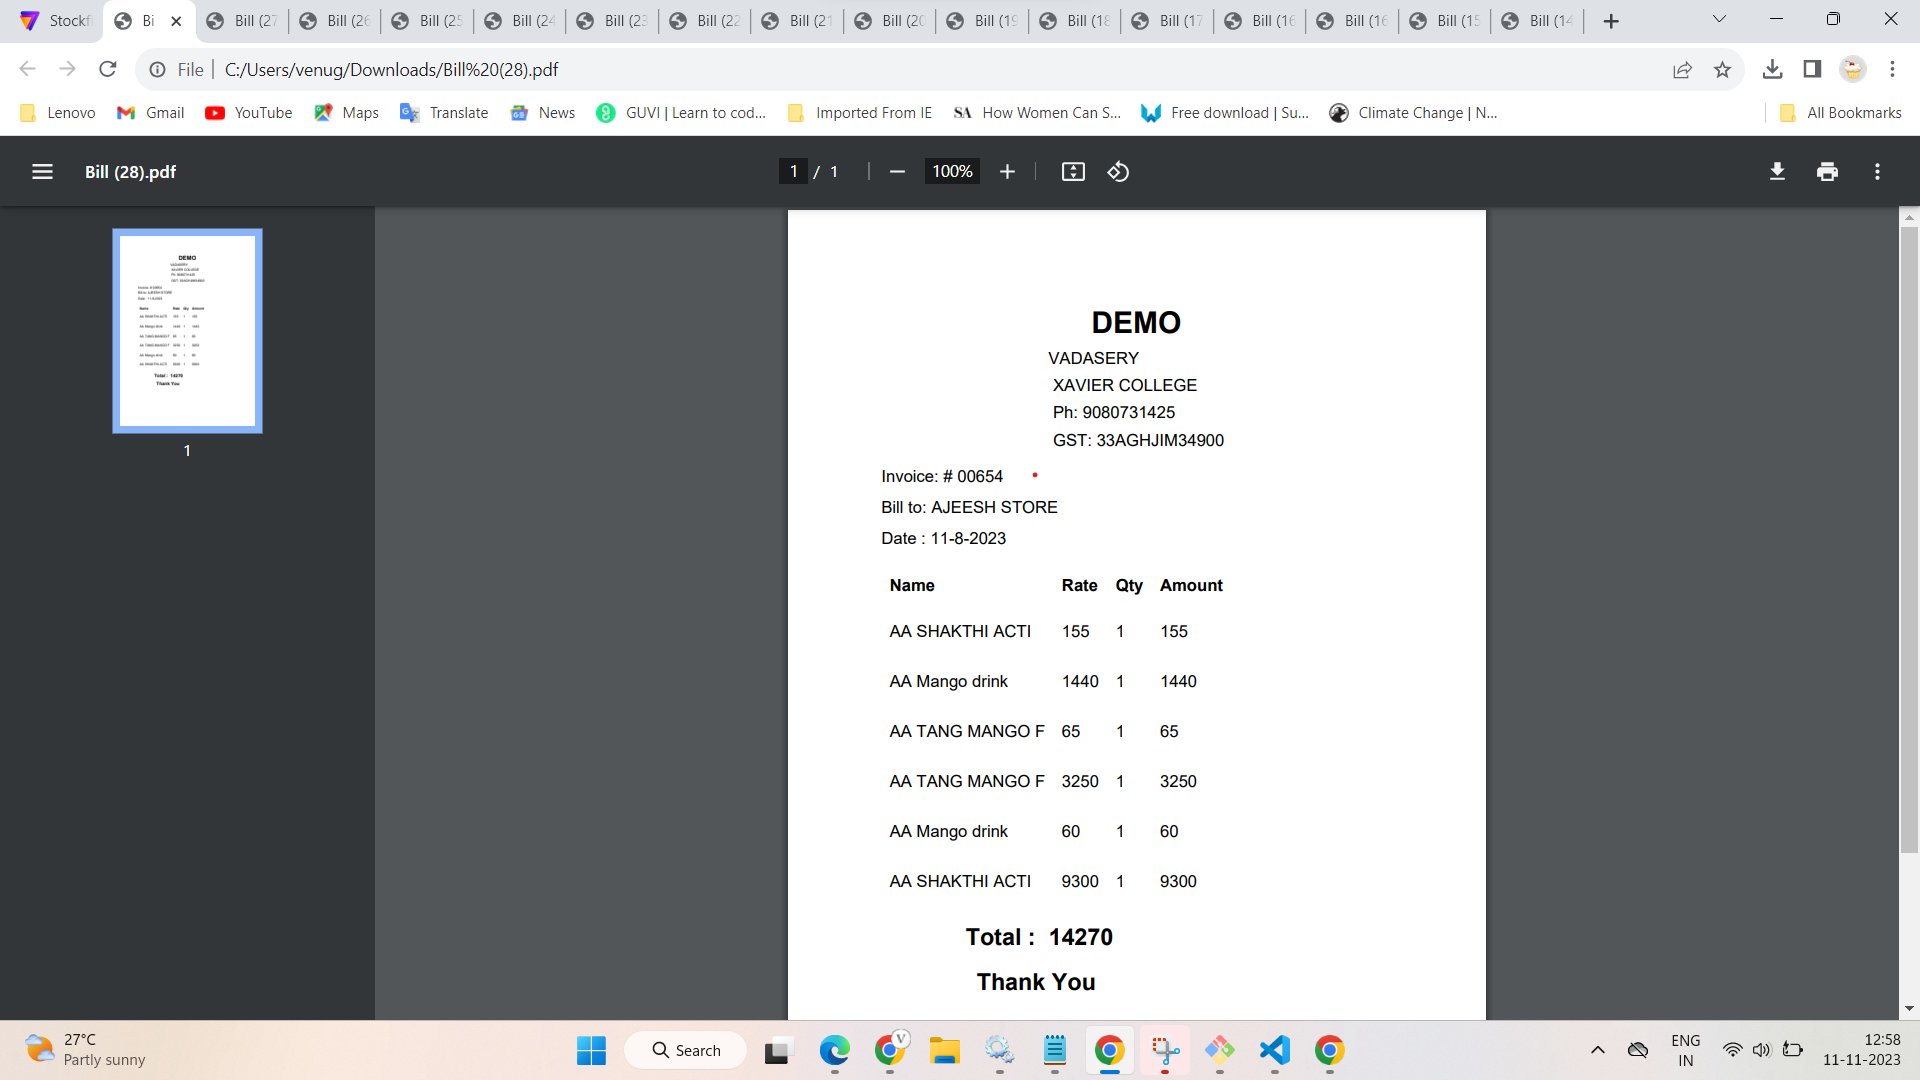 Stockfi
Bi
Bill (27
Bill (26
Bill (25
Bill (24
Bill (23
Bill (22
Bill (21
Bill (20
Bill (19
Bill (18
Bill (17
Bill (16
Bill (16
Bill (15
Bill (14
File
C:/Users/venug/Downloads/Bill%20(28).pdf
Lenovo
Gmail
YouTube
Maps
Translate
News
GUVI | Learn to cod...
Imported From IE
SA How Women Can S...
Free download | Su...
Climate Change | N...
All Bookmarks
Bill (28).pdf
1 / 1
100%
1
DEMO
VADASERY
XAVIER COLLEGE
Ph: 9080731425
GST: 33AGHJIM34900
Invoice: # 00654
Bill to: AJEESH STORE
Date : 11-8-2023
Name Rate Qty Amount
AA SHAKTHI ACTI 155 1 155
AA Mango drink 1440 1 1440
AA TANG MANGO F 65 1 65
AA TANG MANGO F 3250 1 3250
AA Mango drink 60 1 60
AA SHAKTHI ACTI 9300 1 9300
Total : 14270
Thank You
27°C
Partly sunny
Search
V
ENG
IN
12:58
11-11-2023